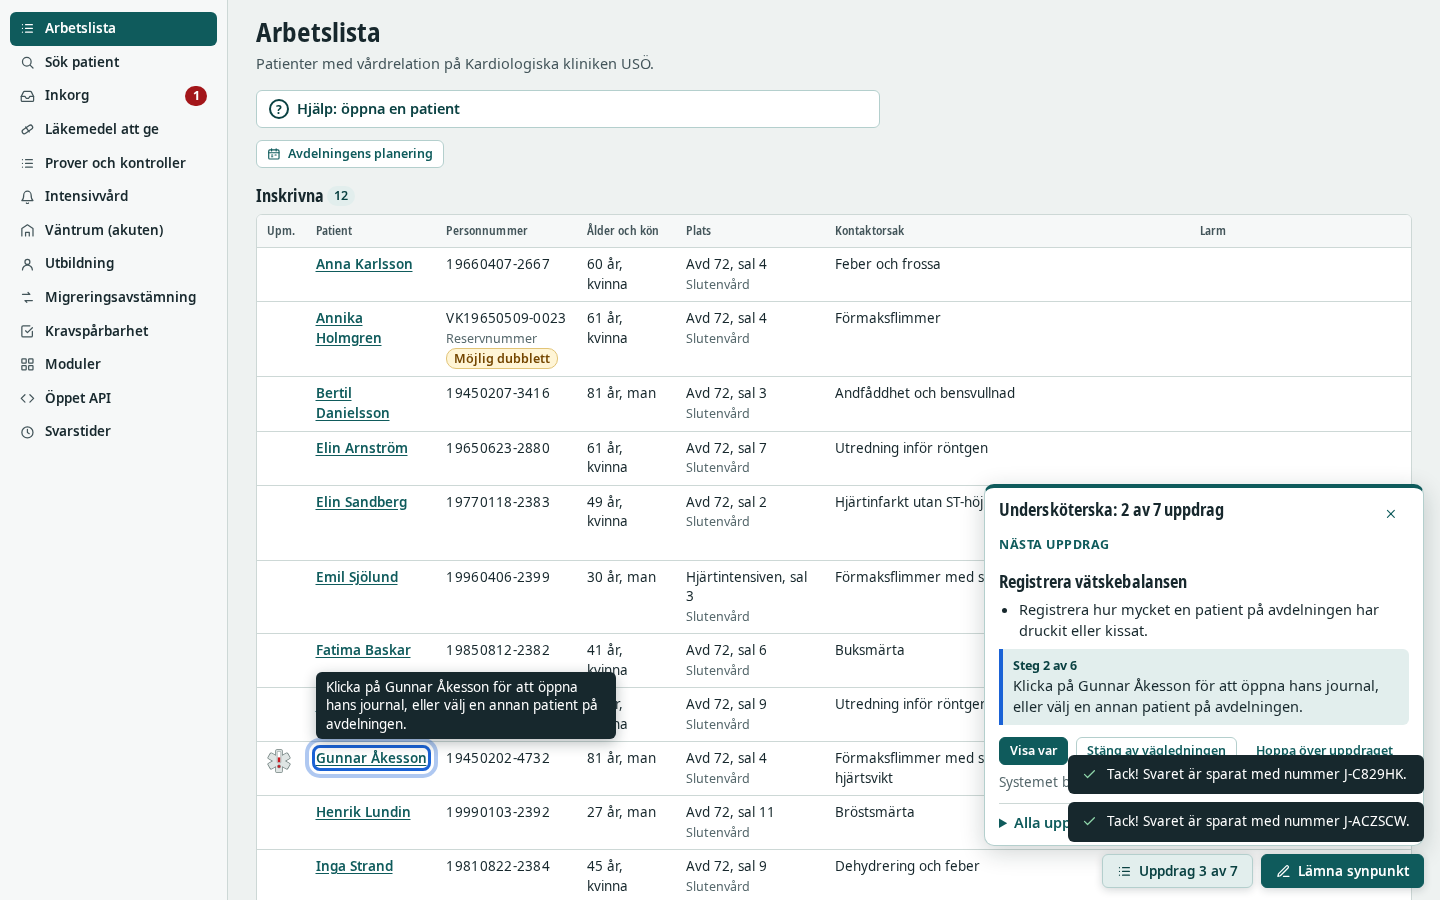 Arbetslista
Sök patient
Inkorg 1
Läkemedel att ge
Prover och kontroller
Intensivvård
Väntrum (akuten)
Utbildning
Migreringsavstämning
Kravspårbarhet
Moduler
Öppet API
Svarstider
Arbetslista
Patienter med vårdrelation på Kardiologiska kliniken USÖ.
Hjälp: öppna en patient
Avdelningens planering
Inskrivna 12
Upm. Patient Personnummer Ålder och kön Plats Kontaktorsak Larm
Anna Karlsson 19660407-2667 60 år, Avd 72, sal 4 Feber och frossa
kvinna Slutenvård
Annika VK19650509-0023 61 år, Avd 72, sal 4 Förmaksflimmer
Holmgren Reservnummer kvinna Slutenvård
Möjlig dubblett
Bertil 19450207-3416 81 år, man Avd 72, sal 3 Andfåddhet och bensvullnad
Danielsson Slutenvård
Elin Arnström 19650623-2880 61 år, Avd 72, sal 7 Utredning inför röntgen
kvinna Slutenvård
Elin Sandberg 19770118-2383 49 år, Avd 72, sal 2 Hjärtinfarkt utan ST-höj
kvinna Slutenvård
Emil Sjölund 19960406-2399 30 år, man Hjärtintensiven, sal Förmaksflimmer med s
3
Slutenvård
Fatima Baskar 19850812-2382 41 år, Avd 72, sal 6 Buksmärta
kvinna Slutenvård
Avd 72, sal 9 Utredning inför röntgen
Slutenvård
Klicka på Gunnar Åkesson för att öppna
hans journal, eller välj en annan patient på
avdelningen.
Gunnar Åkesson 19450202-4732 81 år, man Avd 72, sal 4 Förmaksflimmer med s
Slutenvård hjärtsvikt
Henrik Lundin 19990103-2392 27 år, man Avd 72, sal 11 Bröstsmärta
Slutenvård
Inga Strand 19810822-2384 45 år, Avd 72, sal 9 Dehydrering och feber
kvinna Slutenvård
Undersköterska: 2 av 7 uppdrag
NÄSTA UPPDRAG
Registrera vätskebalansen
• Registrera hur mycket en patient på avdelningen har
druckit eller kissat.
Steg 2 av 6
Klicka på Gunnar Åkesson för att öppna hans journal,
eller välj en annan patient på avdelningen.
Visa var Stäng av vägledningen Hoppa över uppdraget
Systemet b
Tack! Svaret är sparat med nummer J-C829HK.
Alla upp
Tack! Svaret är sparat med nummer J-ACZSCW.
Uppdrag 3 av 7 Lämna synpunkt